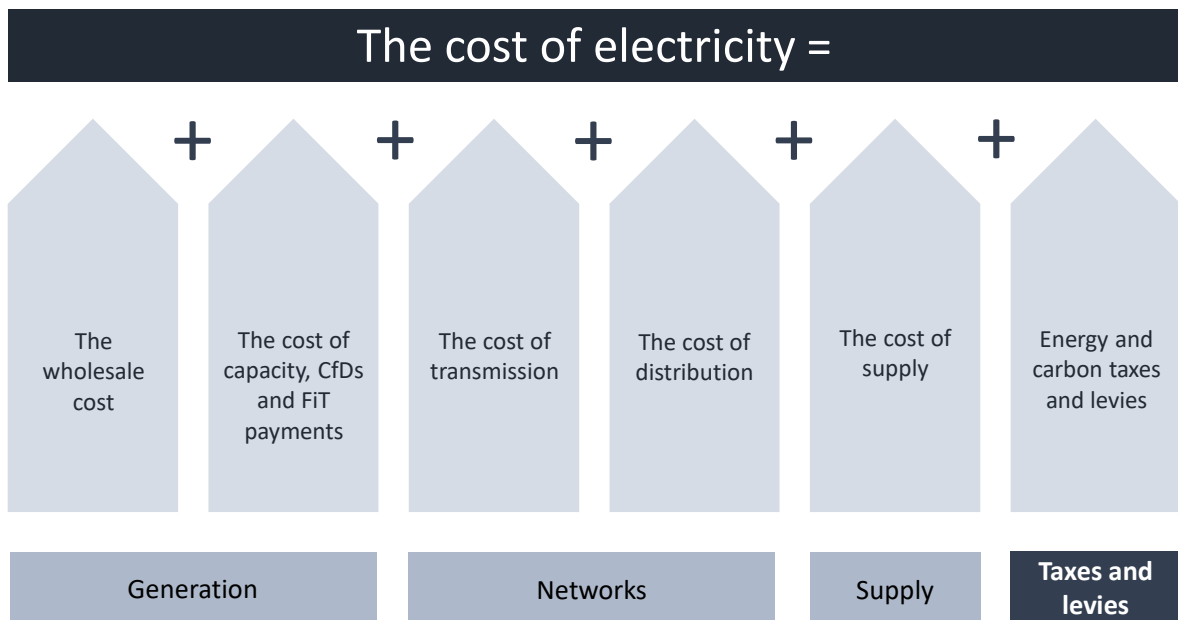 The cost of electricity =
+ + + + +
The
wholesale
cost
The cost of
capacity, CfDs
and FiT
payments
The cost of
transmission
The cost of
distribution
The cost of
supply
Energy and
carbon taxes
and levies
Generation
Networks
Supply
Taxes and
levies